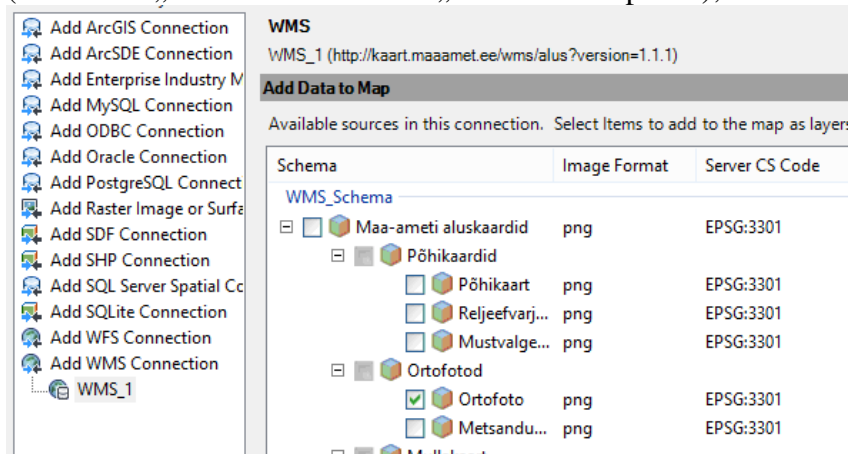 Add ArcGIS Connection
Add ArcSDE Connection
Add Enterprise Industry M
Add MySQL Connection
Add ODBC Connection
Add Oracle Connection
Add PostgreSQL Connect
Add Raster Image or Surfa
Add SDF Connection
Add SHP Connection
Add SQL Server Spatial Co
Add SQLite Connection
Add WFS Connection
Add WMS Connection
WMS_1
WMS
WMS_1 (http://kaart.maaamet.ee/wms/alus?version=1.1.1)
Add Data to Map
Available sources in this connection. Select Items to add to the map as layers
Schema Image Format Server CS Code
WMS_Schema
Maa-ameti aluskaardid png EPSG:3301
Põhikaardid
Põhikaart png EPSG:3301
Reljeefvarj... png EPSG:3301
Mustvalge... png EPSG:3301
Ortofotod
Ortofoto png EPSG:3301
Metsandu... png EPSG:3301